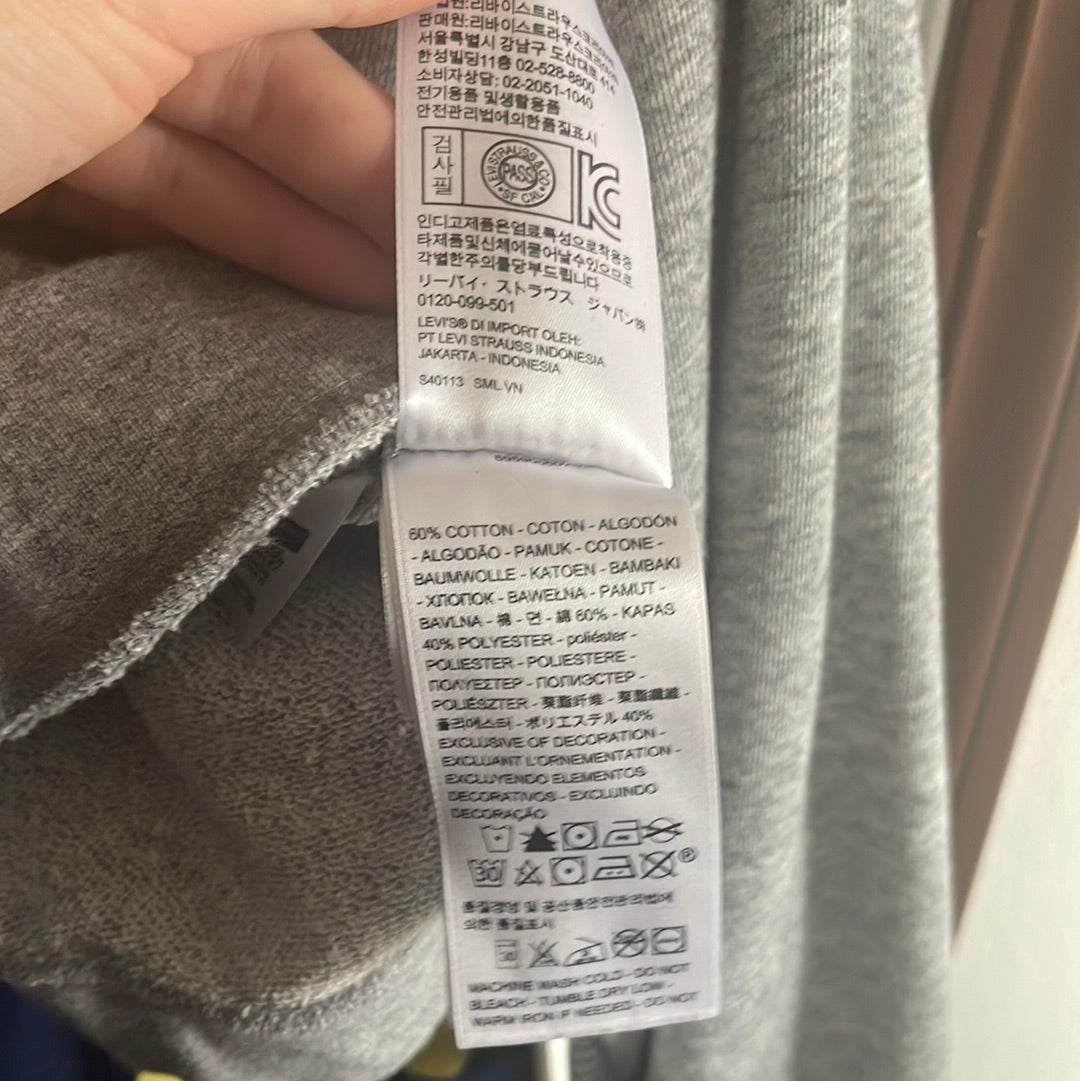 판매원:리바이스트라우스코리아㈜
서울특별시 강남구 도산대로 414
한성빌딩11층 02-528-8800
소비자상담: 02-2051-1040
전기용품 및생활용품
안전관리법에의한품질표시
검사필
LEVI STRAUSS & CO
PASS
SF CAL
인디고제품은염료특성으로착용중
타제품및신체에묻어날수있으므로
각별한주의를당부드립니다
リーバイ・ストラウス ジャパン㈱
0120-099-501
LEVI'S® DI IMPORT OLEH:
PT LEVI STRAUSS INDONESIA
JAKARTA - INDONESIA
S40113 SML VN
60% COTTON - COTON - ALGODÓN
- ALGODÃO - PAMUK - COTONE -
BAUMWOLLE - KATOEN - BAMBAKI
- ХЛОПОК - BAWEŁNA - PAMUT -
BAVLNA - 棉 - 면 - 綿 60% - KAPAS
40% POLYESTER - poliéster -
POLIESTER - POLIESTERE -
ΠΟΛΥΕΣΤΕΡ - ПОЛИЭСТЕР -
POLIÉSZTER - 聚酯纤维 - 聚酯纖維 -
폴리에스터 - ポリエステル 40%
EXCLUSIVE OF DECORATION -
EXCLUANT L'ORNEMENTATION -
EXCLUYENDO ELEMENTOS
DECORATIVOS - EXCLUINDO
DECORAÇÃO
30
®
품질경영 및 공산품안전관리법에
의한 품질표시
30
MACHINE WASH COLD - DO NOT
BLEACH - TUMBLE DRY LOW -
WARM IRON IF NEEDED - DO NOT